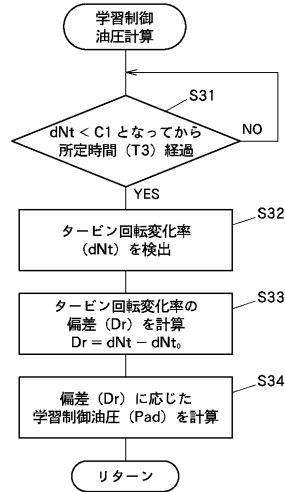 学習制御
油圧計算
S31
dNt < C1 となってから
所定時間（T3）経過
NO
YES
S32
タービン回転変化率
（dNt）を検出
S33
タービン回転変化率の
偏差（Dr）を計算
Dr = dNt − dNt₀
S34
偏差（Dr）に応じた
学習制御油圧（Pad）を計算
リターン